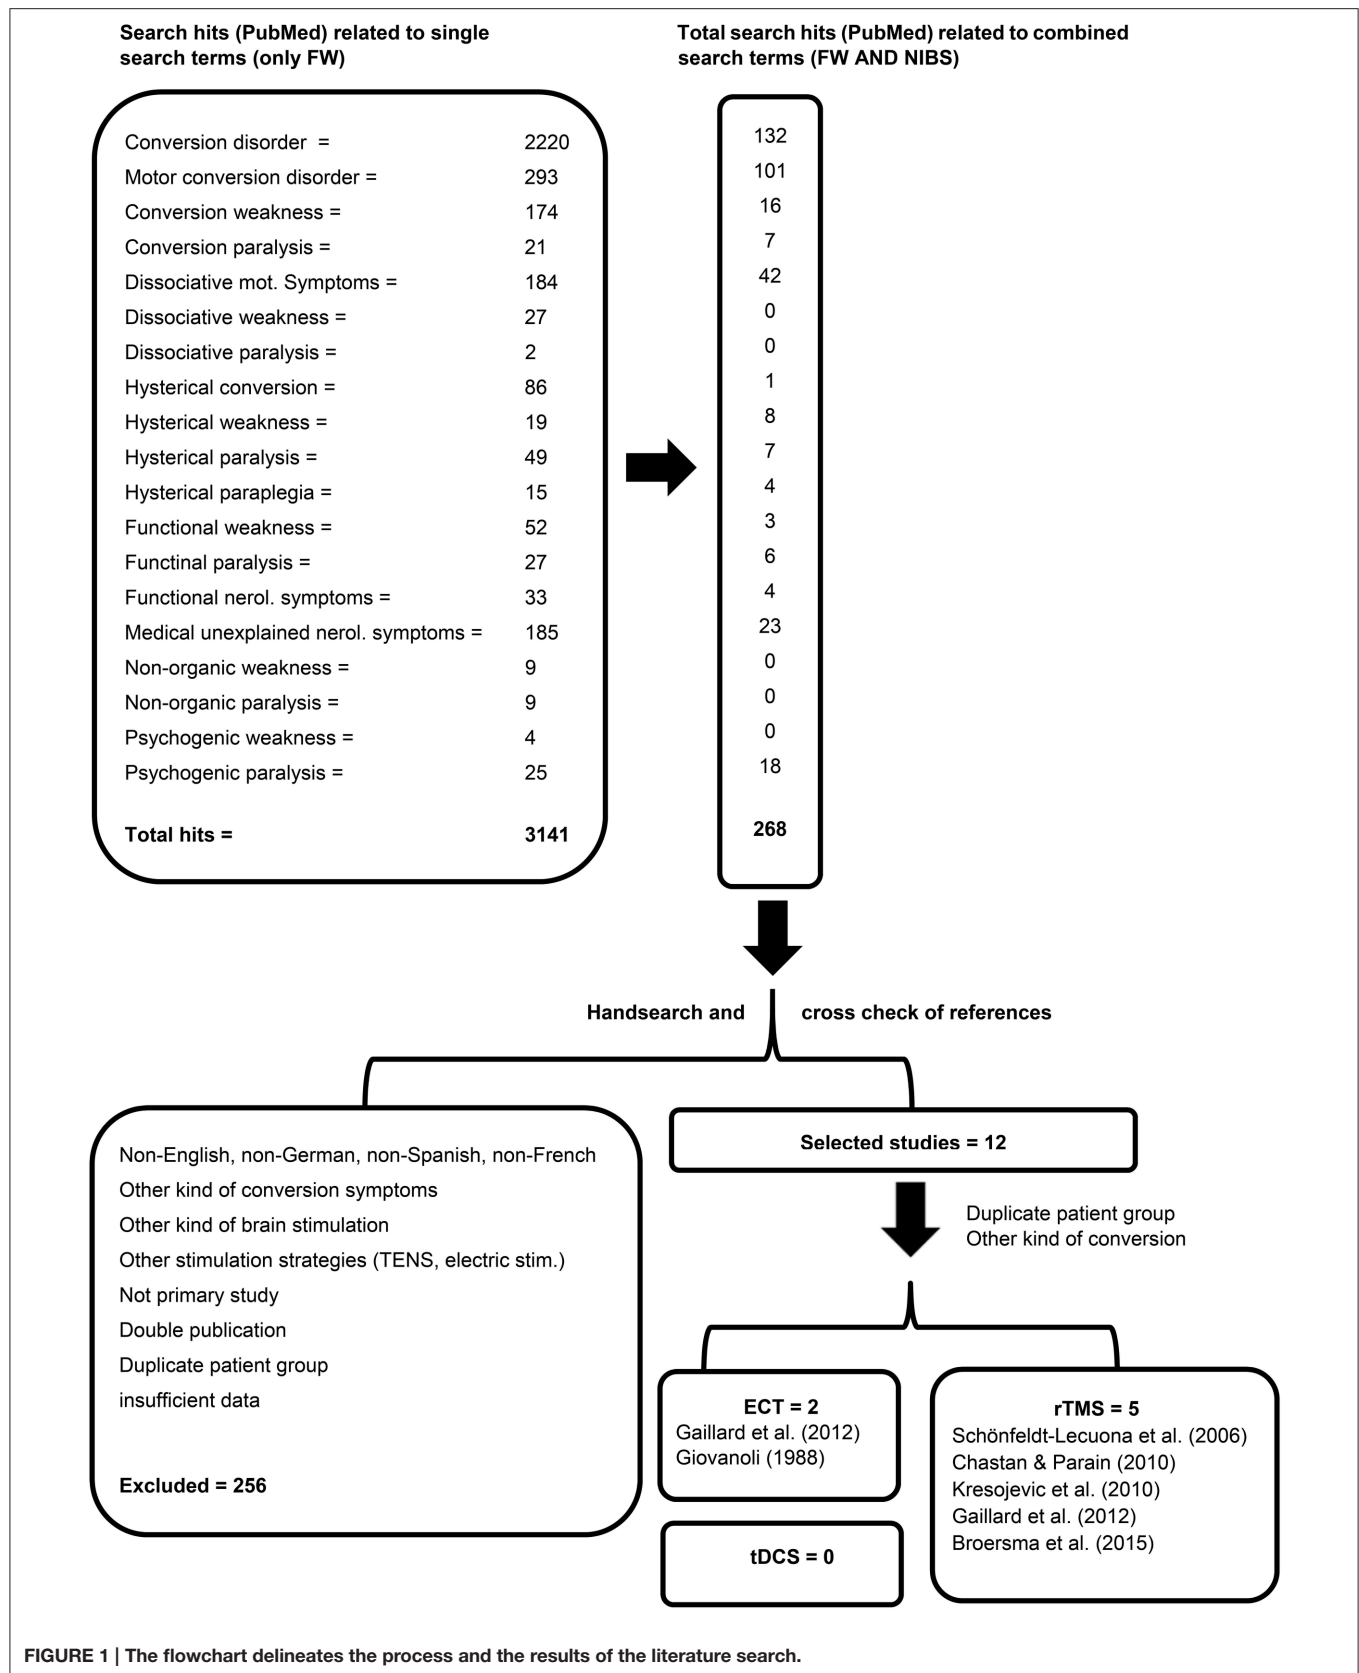 Search hits (PubMed) related to single
search terms (only FW)
Total search hits (PubMed) related to combined
search terms (FW AND NIBS)
Conversion disorder = 2220
Motor conversion disorder = 293
Conversion weakness = 174
Conversion paralysis = 21
Dissociative mot. Symptoms = 184
Dissociative weakness = 27
Dissociative paralysis = 2
Hysterical conversion = 86
Hysterical weakness = 19
Hysterical paralysis = 49
Hysterical paraplegia = 15
Functional weakness = 52
Functinal paralysis = 27
Functional nerol. symptoms = 33
Medical unexplained nerol. symptoms = 185
Non-organic weakness = 9
Non-organic paralysis = 9
Psychogenic weakness = 4
Psychogenic paralysis = 25
Total hits = 3141
132
101
16
7
42
0
0
1
8
7
4
3
6
4
23
0
0
0
18
268
Handsearch and cross check of references
Non-English, non-German, non-Spanish, non-French
Other kind of conversion symptoms
Other kind of brain stimulation
Other stimulation strategies (TENS, electric stim.)
Not primary study
Double publication
Duplicate patient group
insufficient data
Excluded = 256
Selected studies = 12
Duplicate patient group
Other kind of conversion
ECT = 2
Gaillard et al. (2012)
Giovanoli (1988)
tDCS = 0
rTMS = 5
Schönfeldt-Lecuona et al. (2006)
Chastan & Parain (2010)
Kresojevic et al. (2010)
Gaillard et al. (2012)
Broersma et al. (2015)
FIGURE 1 | The flowchart delineates the process and the results of the literature search.